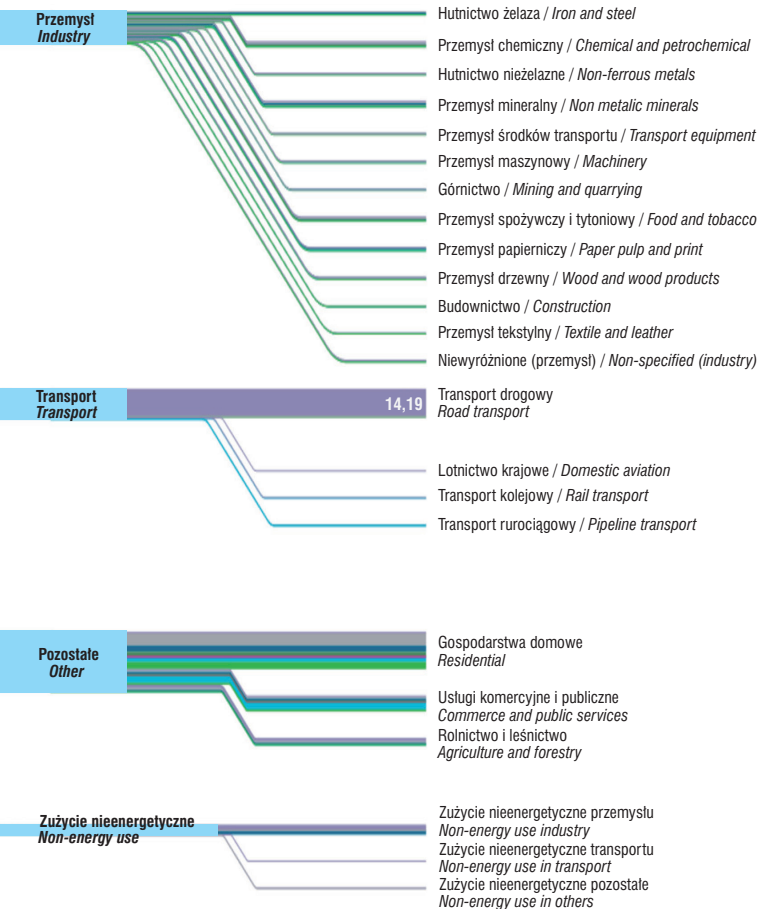 Przemysł
Industry
Hutnictwo żelaza / Iron and steel
Przemysł chemiczny / Chemical and petrochemical
Hutnictwo nieżelazne / Non-ferrous metals
Przemysł mineralny / Non metalic minerals
Przemysł środków transportu / Transport equipment
Przemysł maszynowy / Machinery
Górnictwo / Mining and quarrying
Przemysł spożywczy i tytoniowy / Food and tobacco
Przemysł papierniczy / Paper pulp and print
Przemysł drzewny / Wood and wood products
Budownictwo / Construction
Przemysł tekstylny / Textile and leather
Niewyróżnione (przemysł) / Non-specified (industry)
Transport
Transport
14,19
Transport drogowy
Road transport
Lotnictwo krajowe / Domestic aviation
Transport kolejowy / Rail transport
Transport rurociągowy / Pipeline transport
Pozostałe
Other
Gospodarstwa domowe
Residential
Usługi komercyjne i publiczne
Commerce and public services
Rolnictwo i leśnictwo
Agriculture and forestry
Zużycie nieenergetyczne
Non-energy use
Zużycie nieenergetyczne przemysłu
Non-energy use industry
Zużycie nieenergetyczne transportu
Non-energy use in transport
Zużycie nieenergetyczne pozostałe
Non-energy use in others